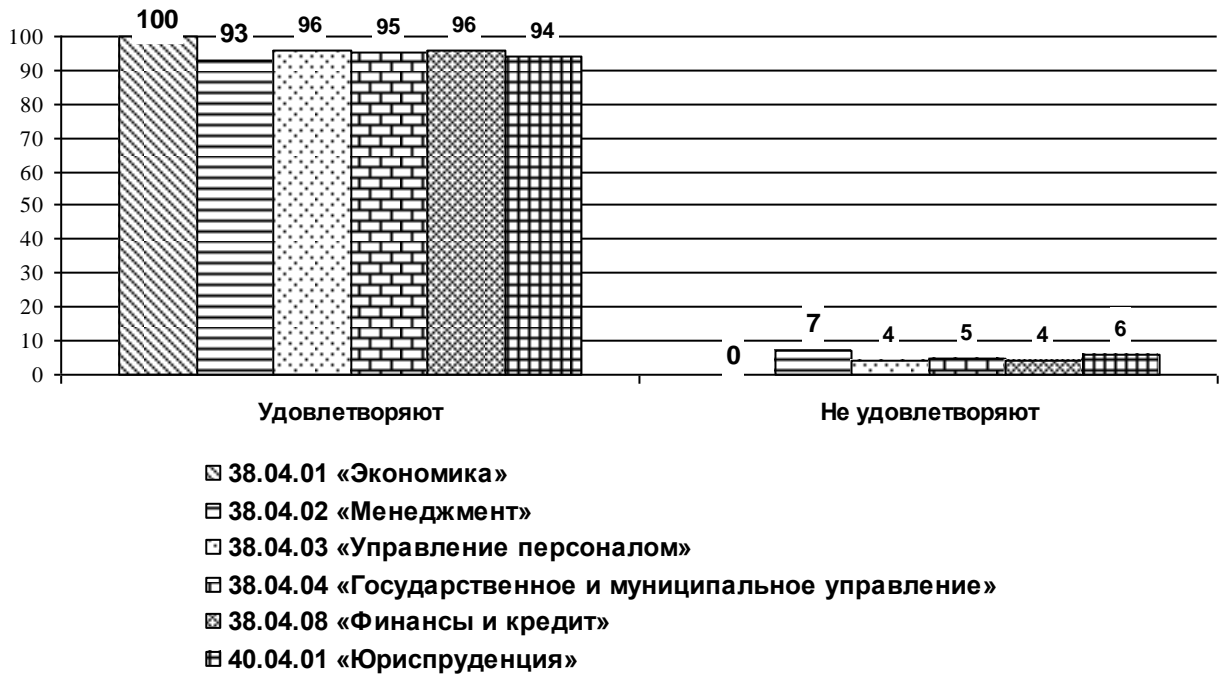 100 93 96 95 96 94
100
90
80
70
60
50
40
30
20
10
0
0 7 4 5 4 6
Удовлетворяют Не удовлетворяют
38.04.01 «Экономика»
38.04.02 «Менеджмент»
38.04.03 «Управление персоналом»
38.04.04 «Государственное и муниципальное управление»
38.04.08 «Финансы и кредит»
40.04.01 «Юриспруденция»